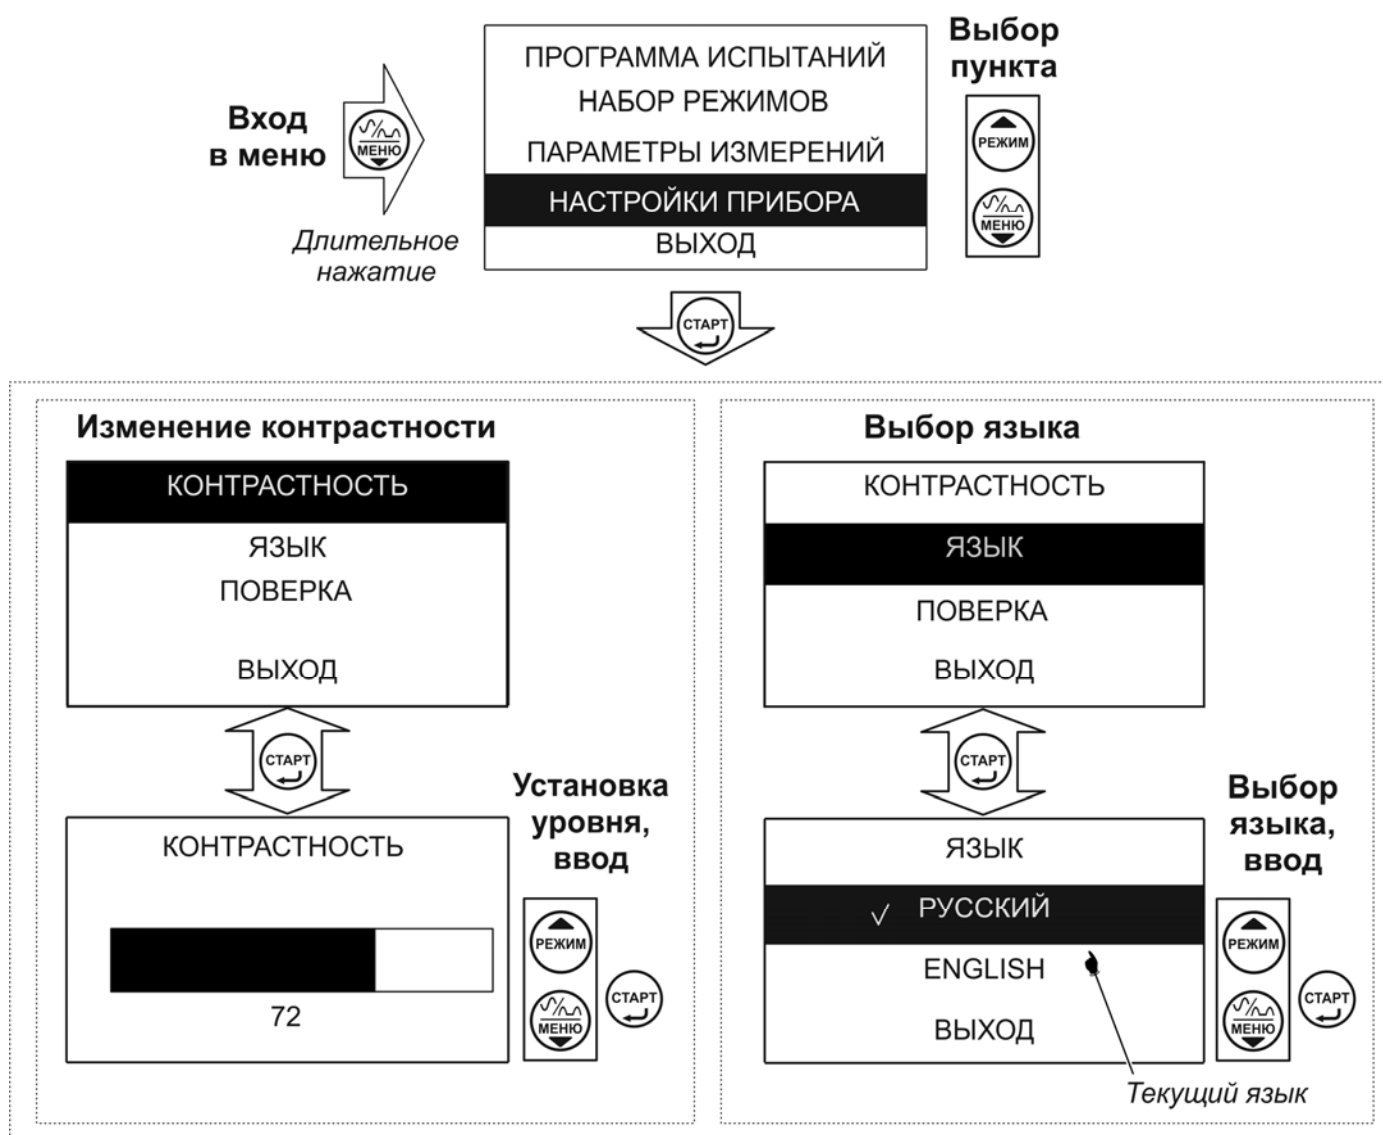 Вход
в меню
МЕНЮ
Длительное
нажатие
ПРОГРАММА ИСПЫТАНИЙ
НАБОР РЕЖИМОВ
ПАРАМЕТРЫ ИЗМЕРЕНИЙ
НАСТРОЙКИ ПРИБОРА
ВЫХОД
Выбор
пункта
РЕЖИМ
МЕНЮ
СТАРТ
Изменение контрастности
КОНТРАСТНОСТЬ
ЯЗЫК
ПОВЕРКА
ВЫХОД
СТАРТ
КОНТРАСТНОСТЬ
72
Установка
уровня,
ввод
РЕЖИМ
МЕНЮ
СТАРТ
Выбор языка
КОНТРАСТНОСТЬ
ЯЗЫК
ПОВЕРКА
ВЫХОД
СТАРТ
ЯЗЫК
✓ РУССКИЙ
ENGLISH
ВЫХОД
Выбор
языка,
ввод
РЕЖИМ
МЕНЮ
СТАРТ
Текущий язык